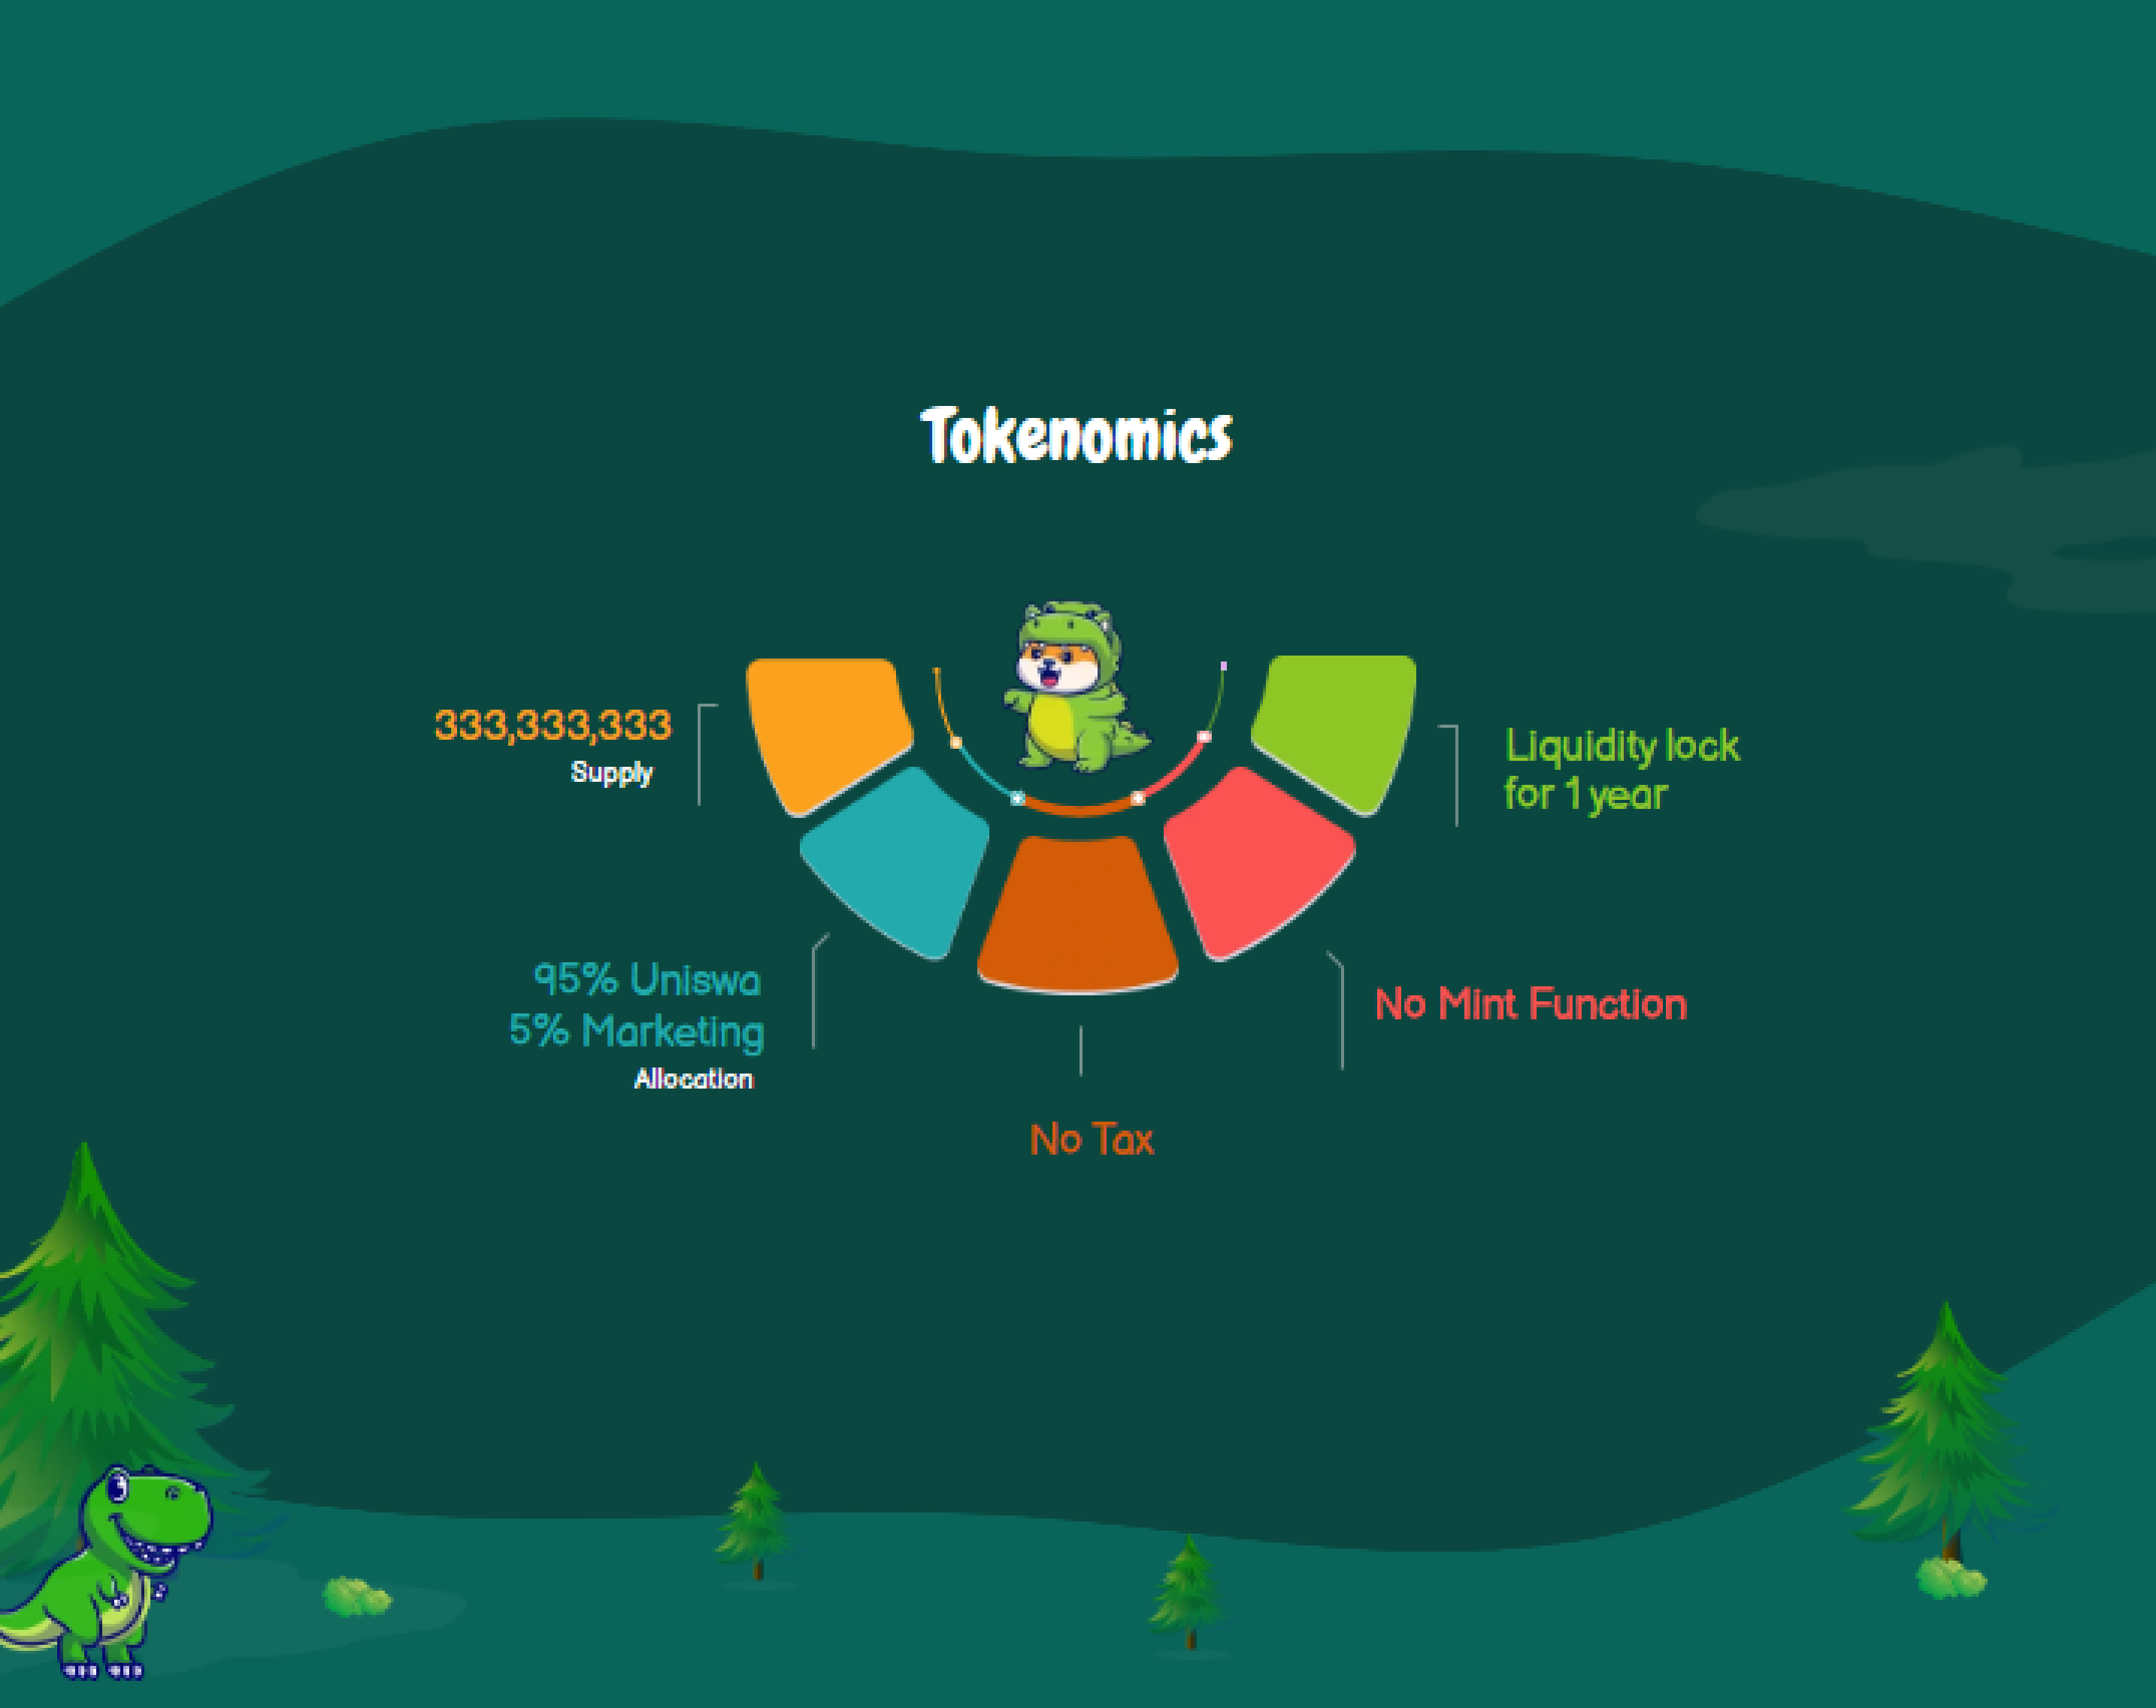 Tokenomics
333,333,333
Supply
95% Uniswa
5% Marketing
Allocation
No Tax
No Mint Function
Liquidity lock
for 1 year